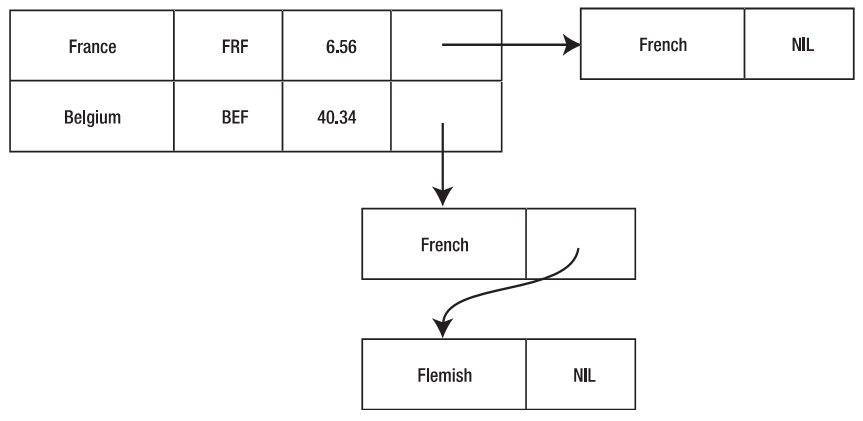 France FRF 6.56 French NIL
Belgium BEF 40.34
French
Flemish NIL